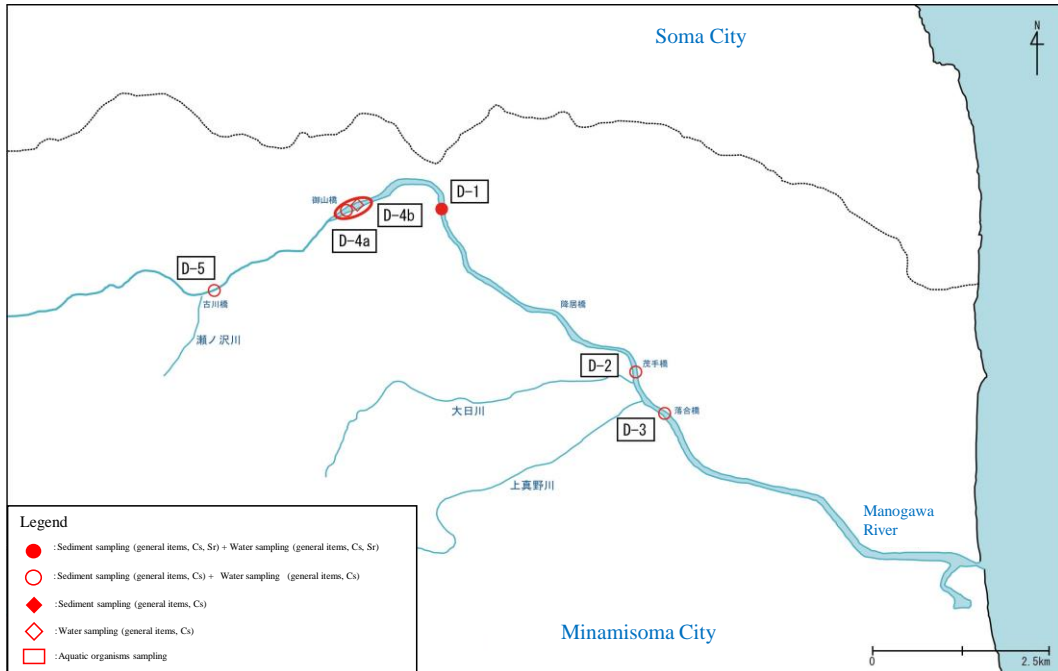 Soma City
N
御山橋
D-1
D-4b
D-4a
D-5
古川橋
瀬ノ沢川
降居橋
D-2
茂手橋
大日川
D-3
落合橋
上真野川
Manogawa
River
Minamisoma City
Legend
:Sediment sampling (general items, Cs, Sr) + Water sampling (general items, Cs, Sr)
:Sediment sampling (general items, Cs) + Water sampling (general items, Cs)
:Sediment sampling (general items, Cs)
:Water sampling (general items, Cs)
:Aquatic organisms sampling
0
2.5km